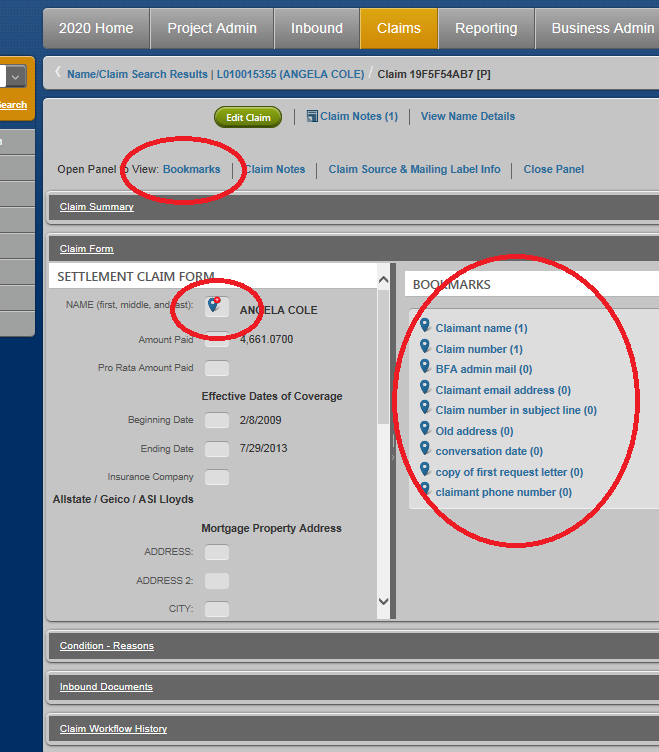 2020 Home Project Admin Inbound Claims Reporting Business Admin
Name/Claim Search Results | L010015355 (ANGELA COLE) / Claim 19F5F54AB7 [P]
Search
Edit Claim Claim Notes (1) View Name Details
Open Panel to View: Bookmarks Claim Notes Claim Source & Mailing Label Info Close Panel
Claim Summary
Claim Form
SETTLEMENT CLAIM FORM
NAME (first, middle, and last): ANGELA COLE
Amount Paid 4,661.0700
Pro Rata Amount Paid
Effective Dates of Coverage
Beginning Date 2/8/2009
Ending Date 7/29/2013
Insurance Company
Allstate / Geico / ASI Lloyds
Mortgage Property Address
ADDRESS:
ADDRESS 2:
CITY:
BOOKMARKS
Claimant name (1)
Claim number (1)
BFA admin mail (0)
Claimant email address (0)
Claim number in subject line (0)
Old address (0)
conversation date (0)
copy of first request letter (0)
claimant phone number (0)
Condition - Reasons
Inbound Documents
Claim Workflow History